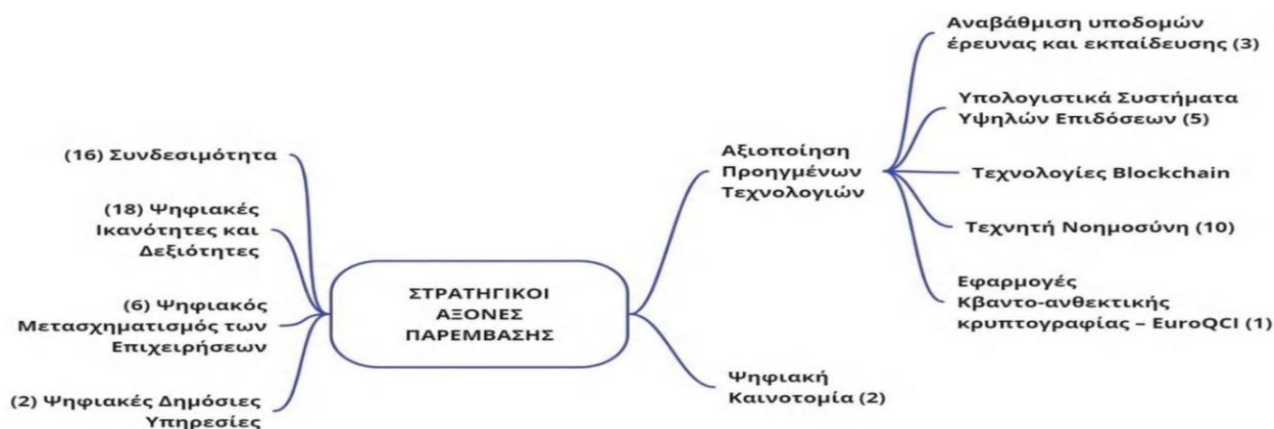 (16) Συνδεσιμότητα
(18) Ψηφιακές
Ικανότητες και
Δεξιότητες
(6) Ψηφιακός
Μετασχηματισμός των
Επιχειρήσεων
(2) Ψηφιακές Δημόσιες
Υπηρεσίες
ΣΤΡΑΤΗΓΙΚΟΙ
ΑΞΟΝΕΣ
ΠΑΡΕΜΒΑΣΗΣ
Αξιοποίηση
Προηγμένων
Τεχνολογιών
Αναβάθμιση υποδομών
έρευνας και εκπαίδευσης (3)
Υπολογιστικά Συστήματα
Υψηλών Επιδόσεων (5)
Τεχνολογίες Blockchain
Τεχνητή Νοημοσύνη (10)
Εφαρμογές
Κβαντο-ανθεκτικής
κρυπτογραφίας – EuroQCI (1)
Ψηφιακή
Καινοτομία (2)